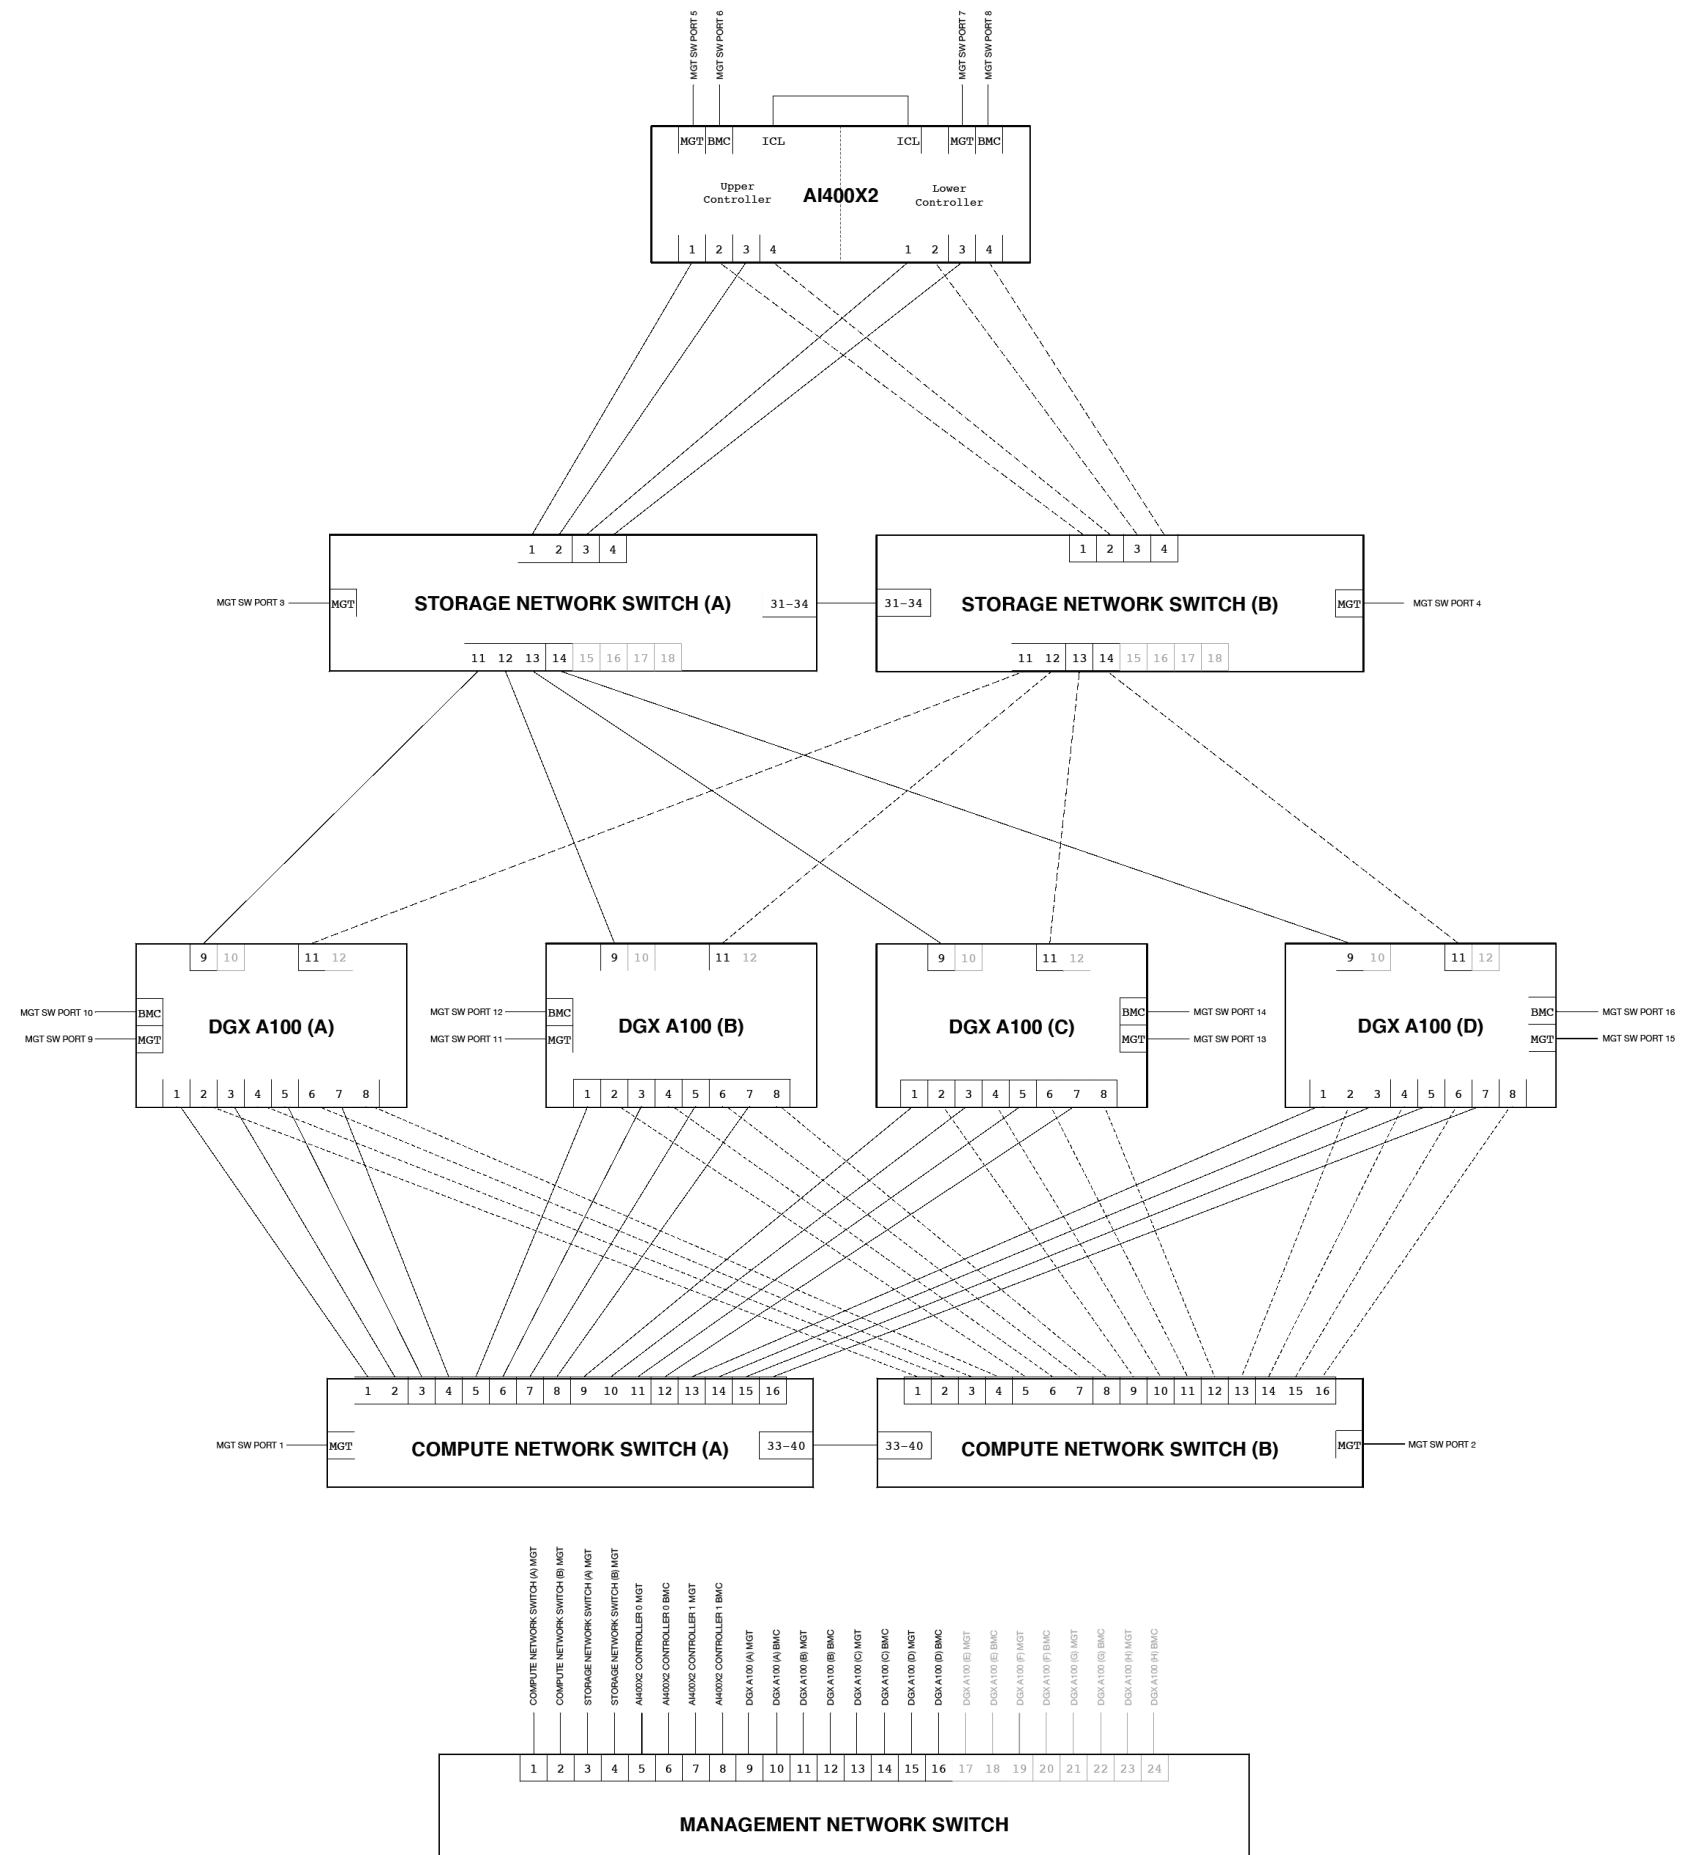 MGT SW PORT 5
MGT SW PORT 6
MGT SW PORT 7
MGT SW PORT 8
MGT BMC ICL ICL MGT BMC
Upper Controller
AI400X2
Lower Controller
1 2 3 4 1 2 3 4
1 2 3 4
1 2 3 4
MGT SW PORT 3
MGT
STORAGE NETWORK SWITCH (A)
31-34
31-34
STORAGE NETWORK SWITCH (B)
MGT
MGT SW PORT 4
11 12 13 14 15 16 17 18
11 12 13 14 15 16 17 18
9 10 11 12
9 10 11 12
9 10 11 12
9 10 11 12
MGT SW PORT 10
BMC
MGT SW PORT 9
MGT
DGX A100 (A)
MGT SW PORT 12
BMC
MGT SW PORT 11
MGT
DGX A100 (B)
DGX A100 (C)
BMC
MGT SW PORT 14
MGT
MGT SW PORT 13
DGX A100 (D)
BMC
MGT SW PORT 16
MGT
MGT SW PORT 15
1 2 3 4 5 6 7 8
1 2 3 4 5 6 7 8
1 2 3 4 5 6 7 8
1 2 3 4 5 6 7 8
1 2 3 4 5 6 7 8 9 10 11 12 13 14 15 16
1 2 3 4 5 6 7 8 9 10 11 12 13 14 15 16
MGT SW PORT 1
MGT
COMPUTE NETWORK SWITCH (A)
33-40
33-40
COMPUTE NETWORK SWITCH (B)
MGT
MGT SW PORT 2
COMPUTE NETWORK SWITCH (A) MGT
COMPUTE NETWORK SWITCH (B) MGT
STORAGE NETWORK SWITCH (A) MGT
STORAGE NETWORK SWITCH (B) MGT
AI400X2 CONTROLLER 0 MGT
AI400X2 CONTROLLER 0 BMC
AI400X2 CONTROLLER 1 MGT
AI400X2 CONTROLLER 1 BMC
DGX A100 (A) MGT
DGX A100 (A) BMC
DGX A100 (B) MGT
DGX A100 (B) BMC
DGX A100 (C) MGT
DGX A100 (C) BMC
DGX A100 (D) MGT
DGX A100 (D) BMC
DGX A100 (E) MGT
DGX A100 (E) BMC
DGX A100 (F) MGT
DGX A100 (F) BMC
DGX A100 (G) MGT
DGX A100 (G) BMC
DGX A100 (H) MGT
DGX A100 (H) BMC
1 2 3 4 5 6 7 8 9 10 11 12 13 14 15 16 17 18 19 20 21 22 23 24
MANAGEMENT NETWORK SWITCH